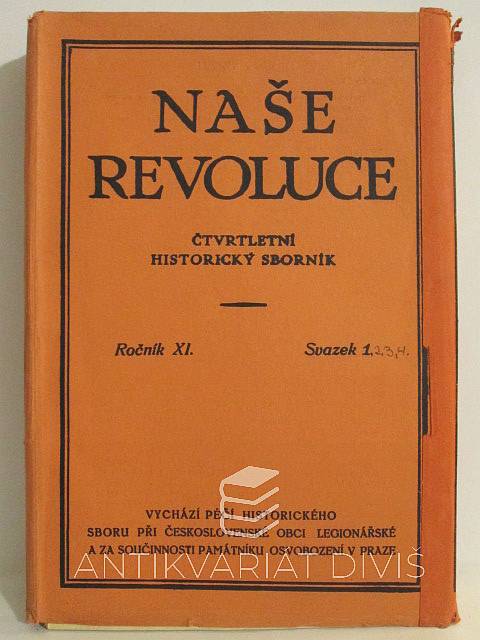 NAŠE
REVOLUCE
ČTVRTLETNÍ
HISTORICKÝ SBORNÍK
Ročník XI. Svazek 1,2,3,4.
VYCHÁZÍ PÉČÍ HISTORICKÉHO
SBORU PŘI ČESKOSLOVENSKÉ OBCI LEGIONÁŘSKÉ
A ZA SOUČINNOSTI PAMÁTNÍKU OSVOBOZENÍ V PRAZE
ANTIKVARIÁT DIVIŠ